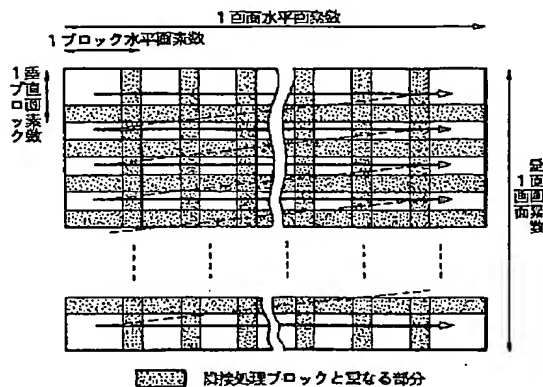 1画面水平画素数
1ブロック水平画素数
1ブロック
垂直画素数
1画面
垂直画素数
隣接処理ブロックと重なる部分